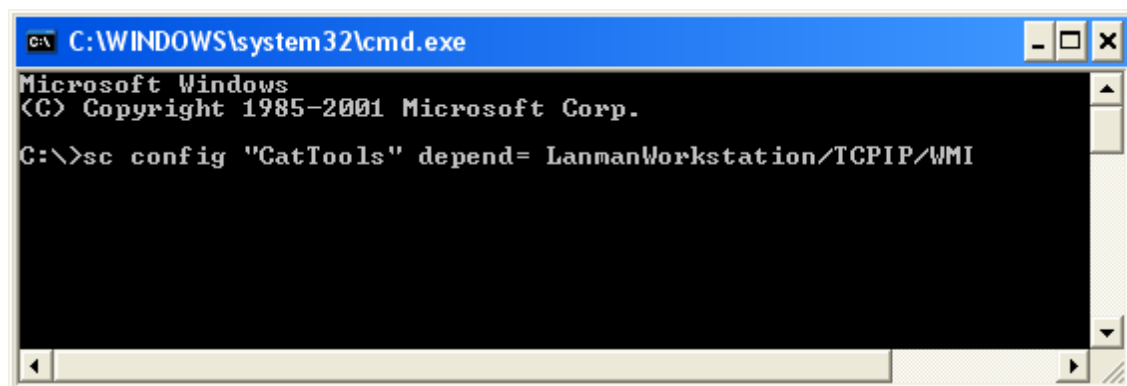 C:\WINDOWS\system32\cmd.exe
Microsoft Windows
(C) Copyright 1985-2001 Microsoft Corp.
C:\>sc config "CatTools" depend= LanmanWorkstation/TCPIP/WMI